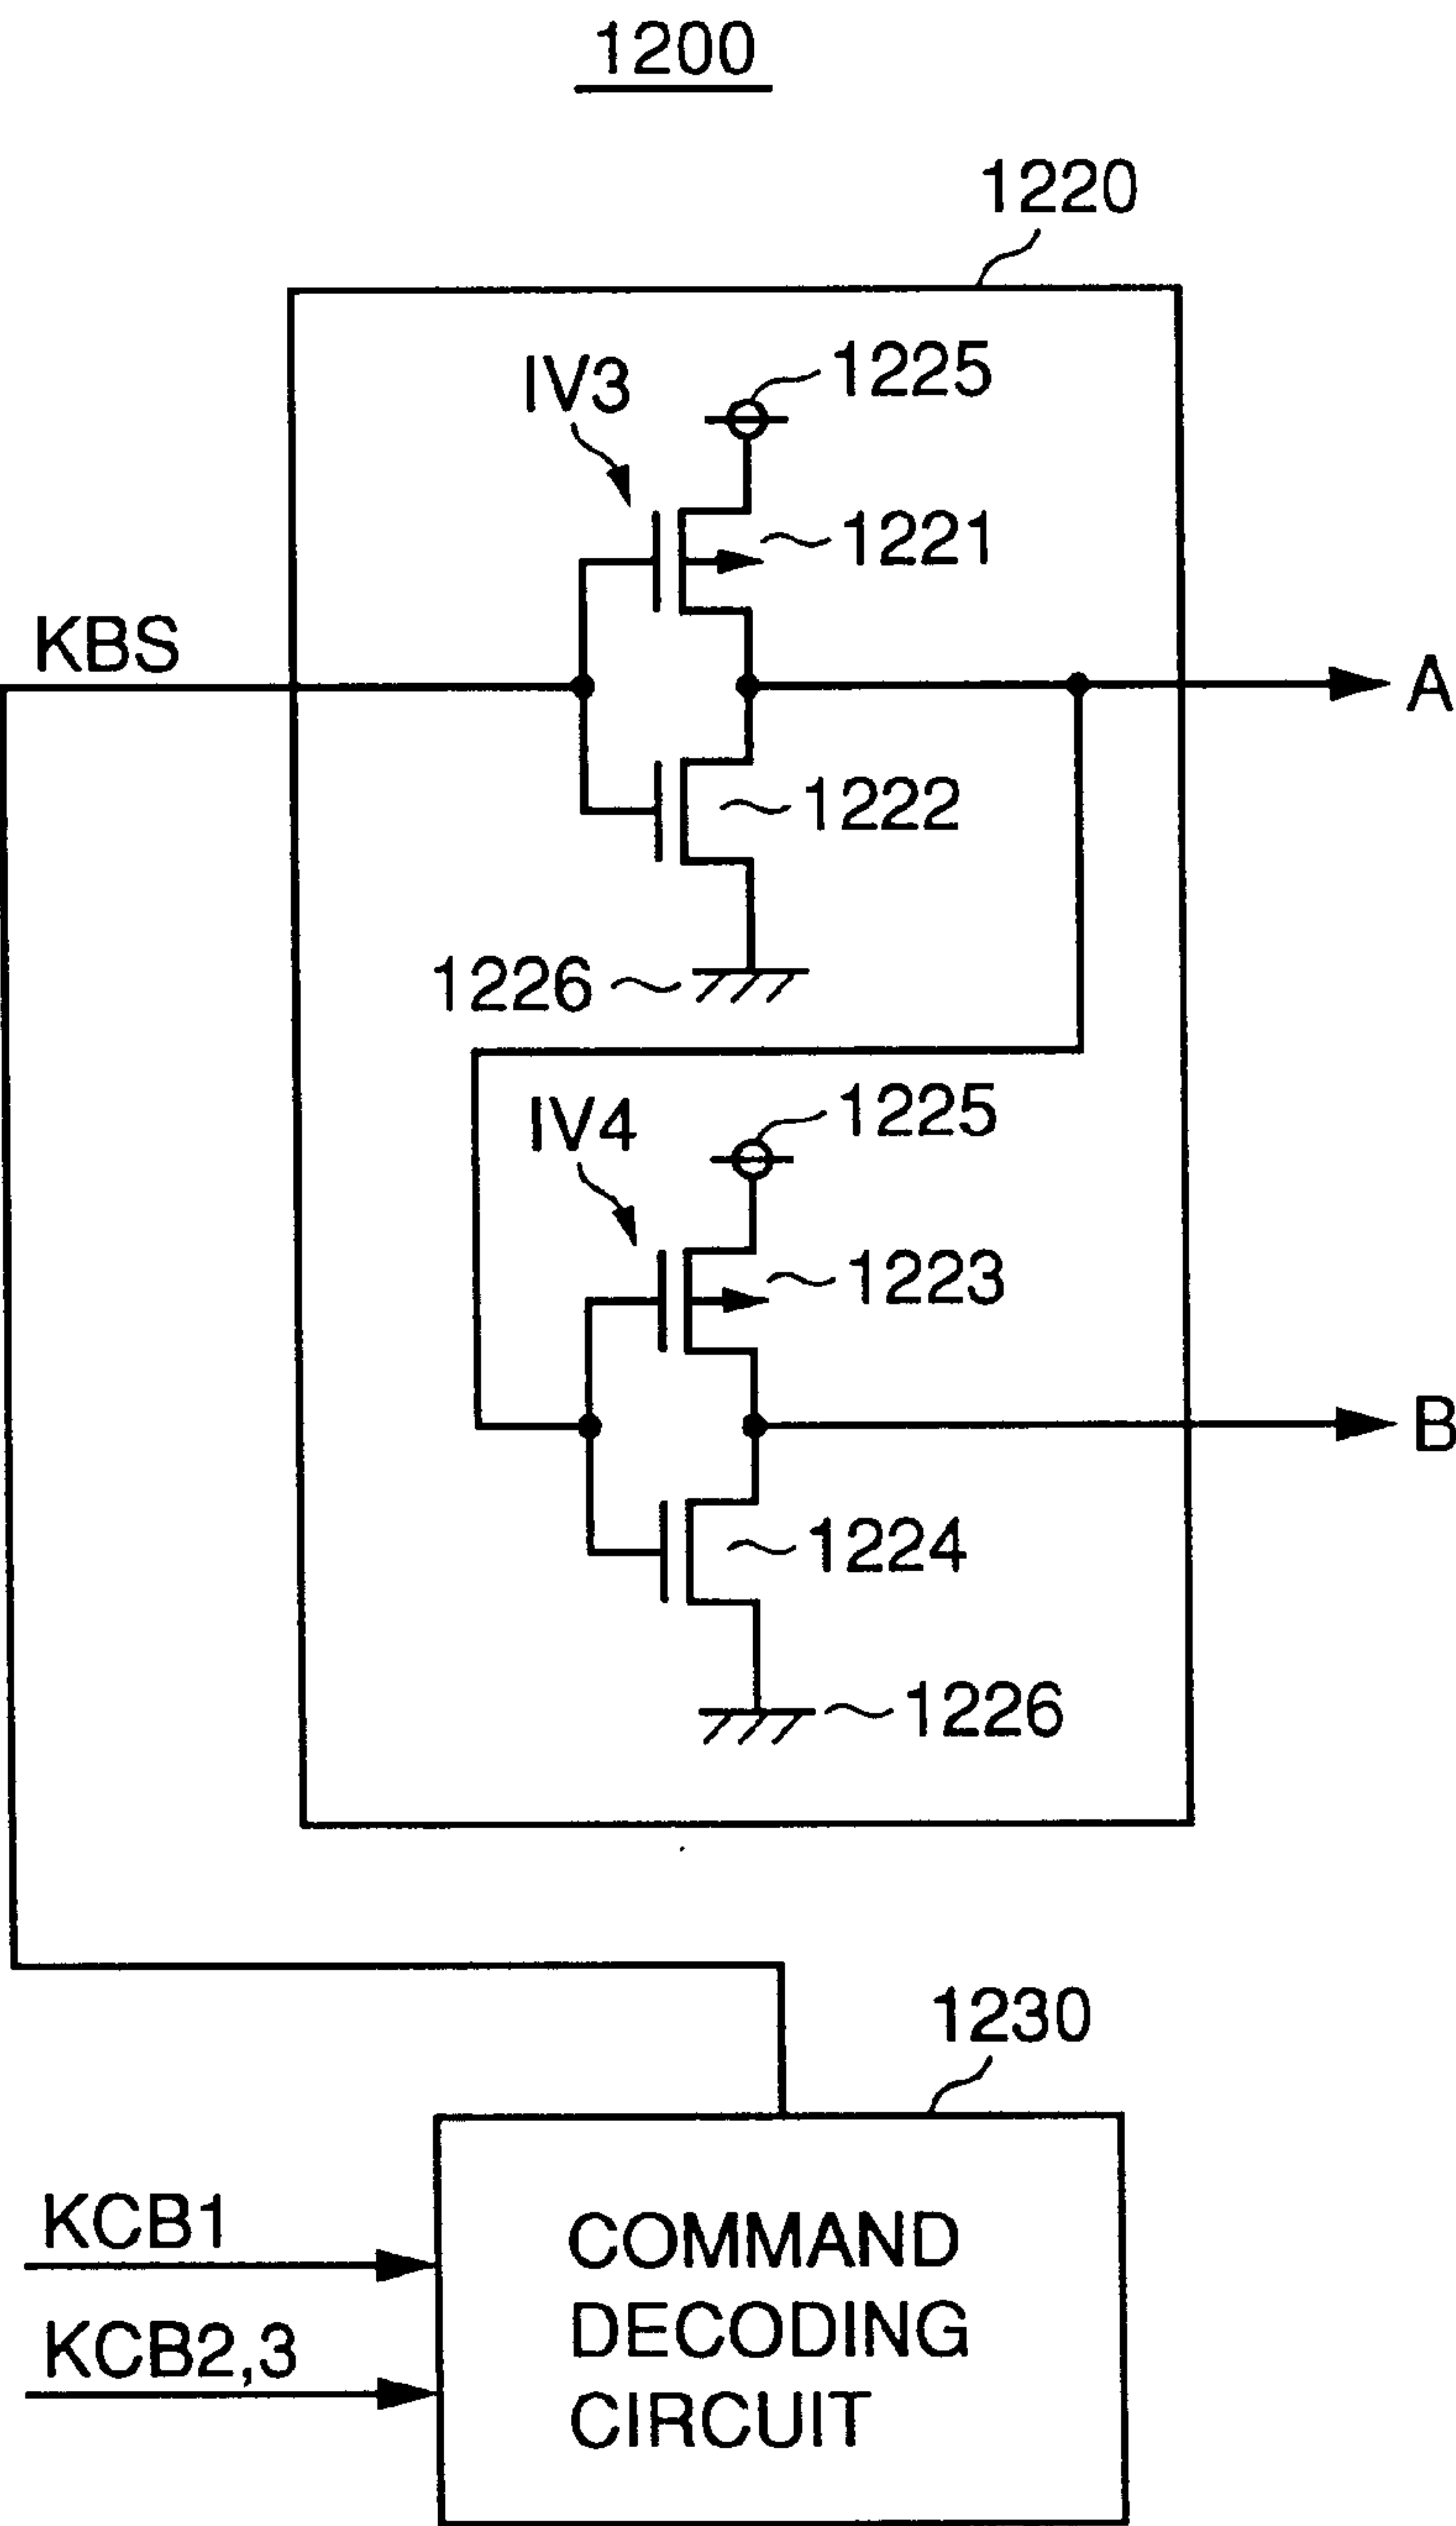 1200
1220
IV3
1225
1221
KBS
A
1222
1226
IV4
1225
1223
B
1224
1226
1230
KCB1
KCB2,3
COMMAND
DECODING
CIRCUIT